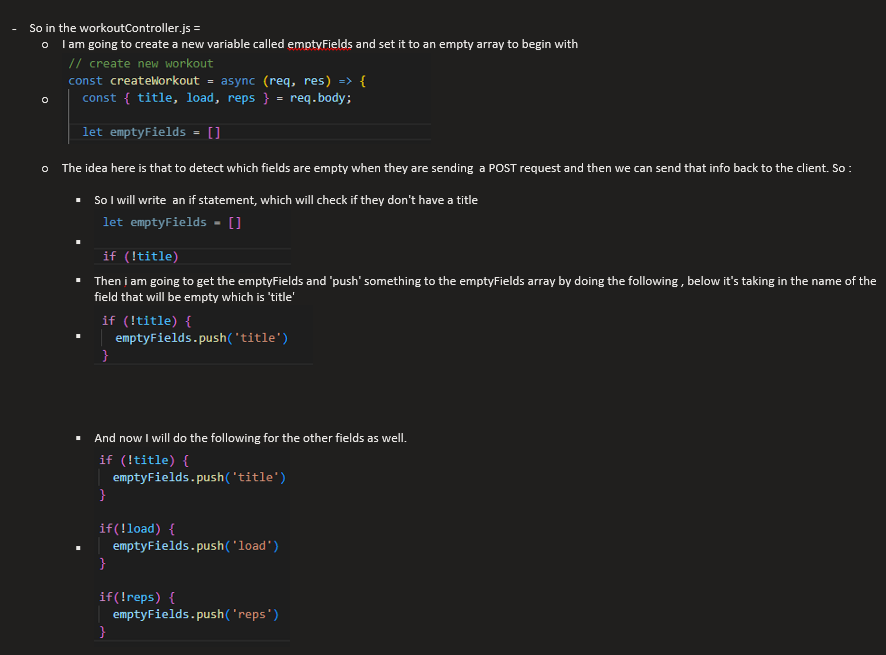 - So in the workoutController.js =
o I am going to create a new variable called emptyFields and set it to an empty array to begin with
// create new workout
const createWorkout = async (req, res) => {
o const { title, load, reps } = req.body;
let emptyFields = []
o The idea here is that to detect which fields are empty when they are sending  a POST request and then we can send that info back to the client. So :
▪ So I will write  an if statement, which will check if they don't have a title
let emptyFields = []
▪
if (!title)
▪ Then i am going to get the emptyFields and 'push' something to the emptyFields array by doing the following , below it's taking in the name of the
field that will be empty which is 'title'
if (!title) {
▪ emptyFields.push('title')
}
▪ And now I will do the following for the other fields as well.
if (!title) {
emptyFields.push('title')
}
if(!load) {
▪ emptyFields.push('load')
}
if(!reps) {
emptyFields.push('reps')
}